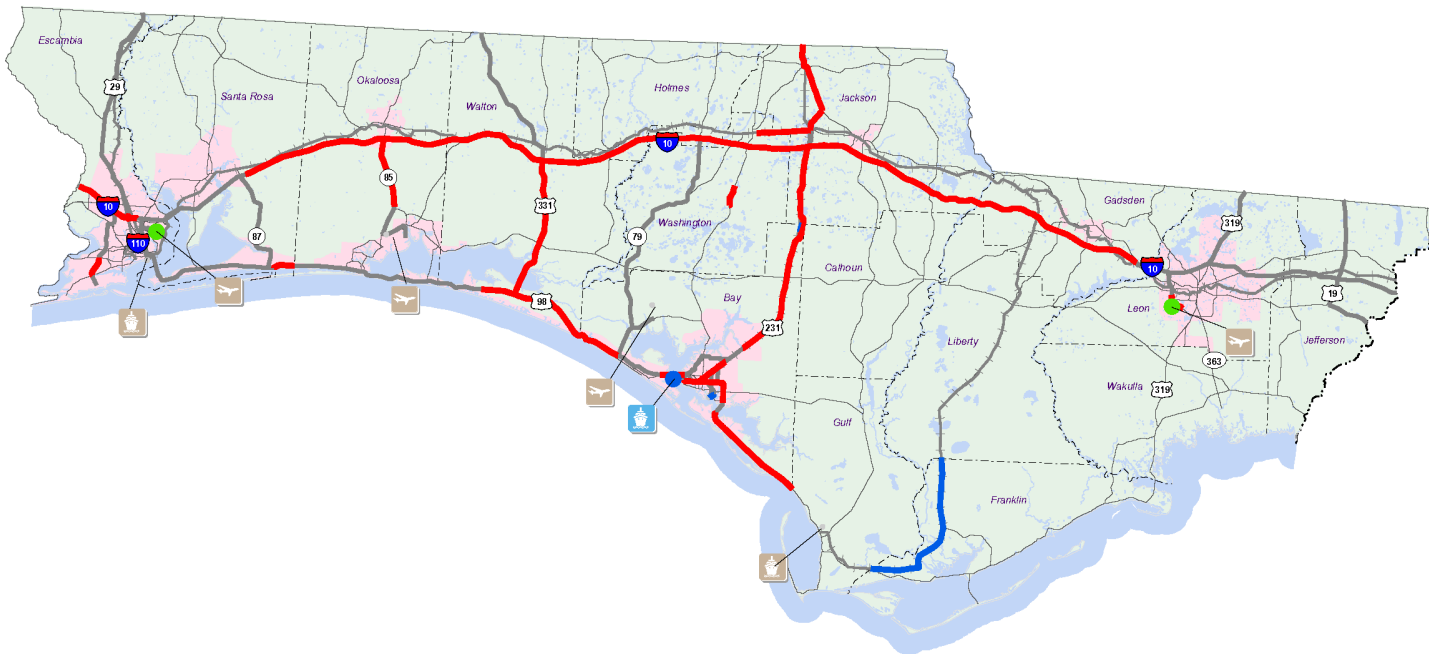 Escambia
Okaloosa
29
Santa Rosa
Holmes
Jackson
Walton
10
85
331
10
Gadsden
319
Washington
110
87
79
Calhoun
10
19
98
Bay
231
Leon
Liberty
Jefferson
363
Wakulla
319
Gulf
Franklin